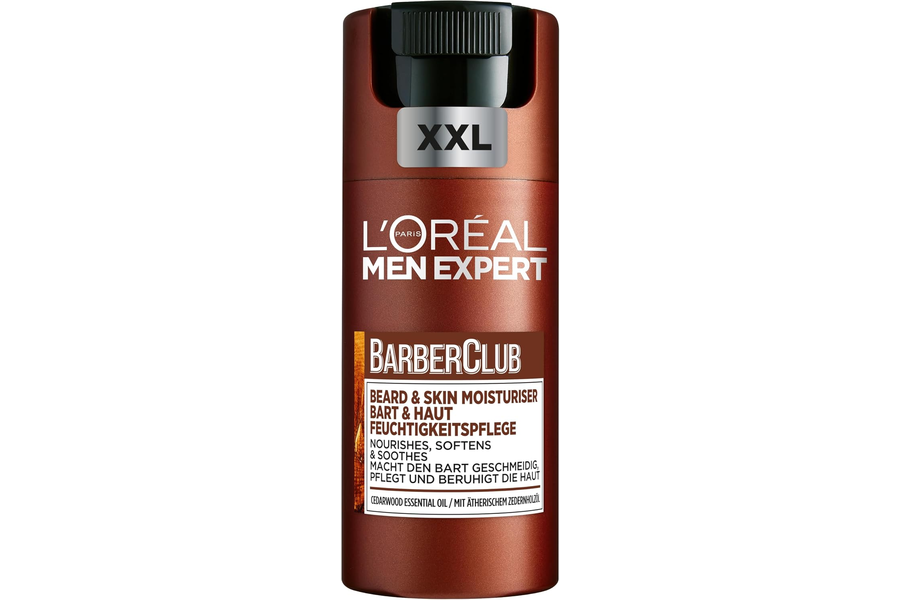 XXL
L'ORÉAL
PARIS
MEN EXPERT
BARBERCLUB
BEARD & SKIN MOISTURISER
BART & HAUT
FEUCHTIGKEITSPFLEGE
NOURISHES, SOFTENS
& SOOTHES
MACHT DEN BART GESCHMEIDIG,
PFLEGT UND BERUHIGT DIE HAUT
CEDARWOOD ESSENTIAL OIL / MIT ÄTHERISCHEM ZEDERNHOLZÖL